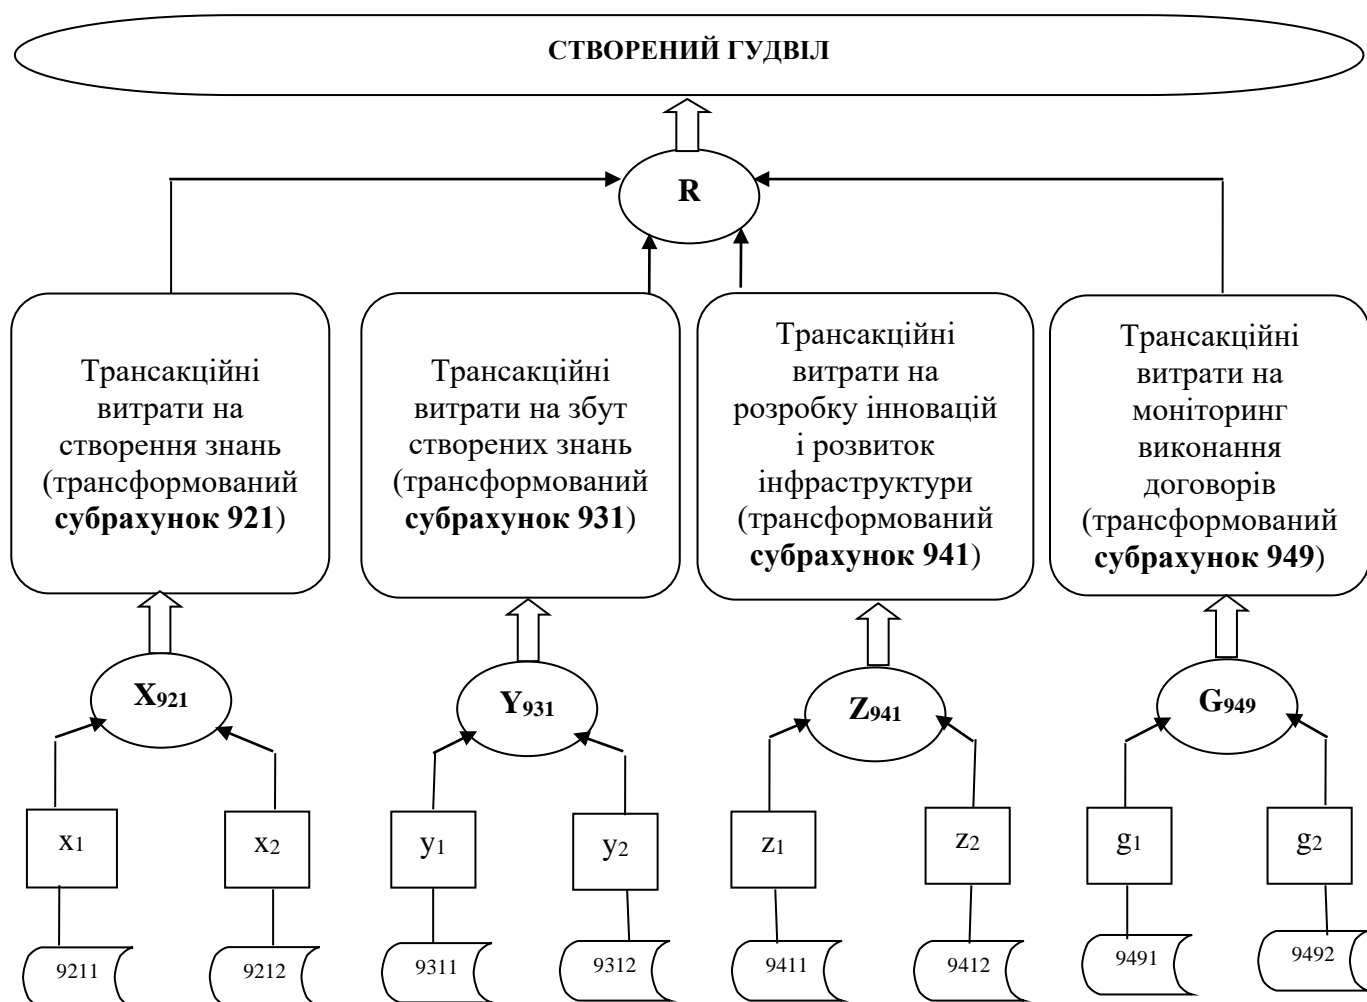 СТВОРЕНИЙ ГУДВІЛ
R
Трансакційні
витрати на
створення знань
(трансформований
субрахунок 921)
Трансакційні
витрати на збут
створених знань
(трансформований
субрахунок 931)
Трансакційні
витрати на
розробку інновацій
і розвиток
інфраструктури
(трансформований
субрахунок 941)
Трансакційні
витрати на
моніторинг
виконання
договорів
(трансформований
субрахунок 949)
X921
Y931
Z941
G949
x1
x2
y1
y2
z1
z2
g1
g2
9211
9212
9311
9312
9411
9412
9491
9492